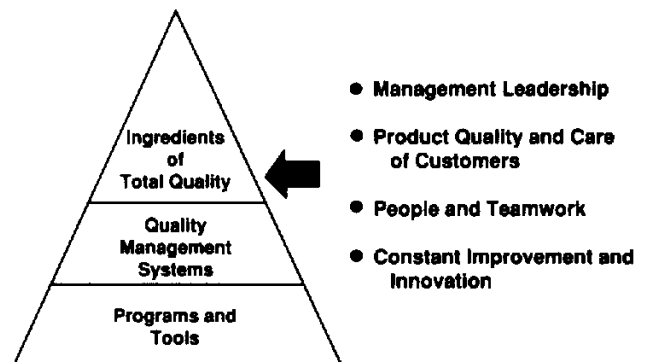 Ingredients
of
Total Quality
Quality
Management
Systems
Programs and
Tools
● Management Leadership
● Product Quality and Care
of Customers
● People and Teamwork
● Constant Improvement and
Innovation